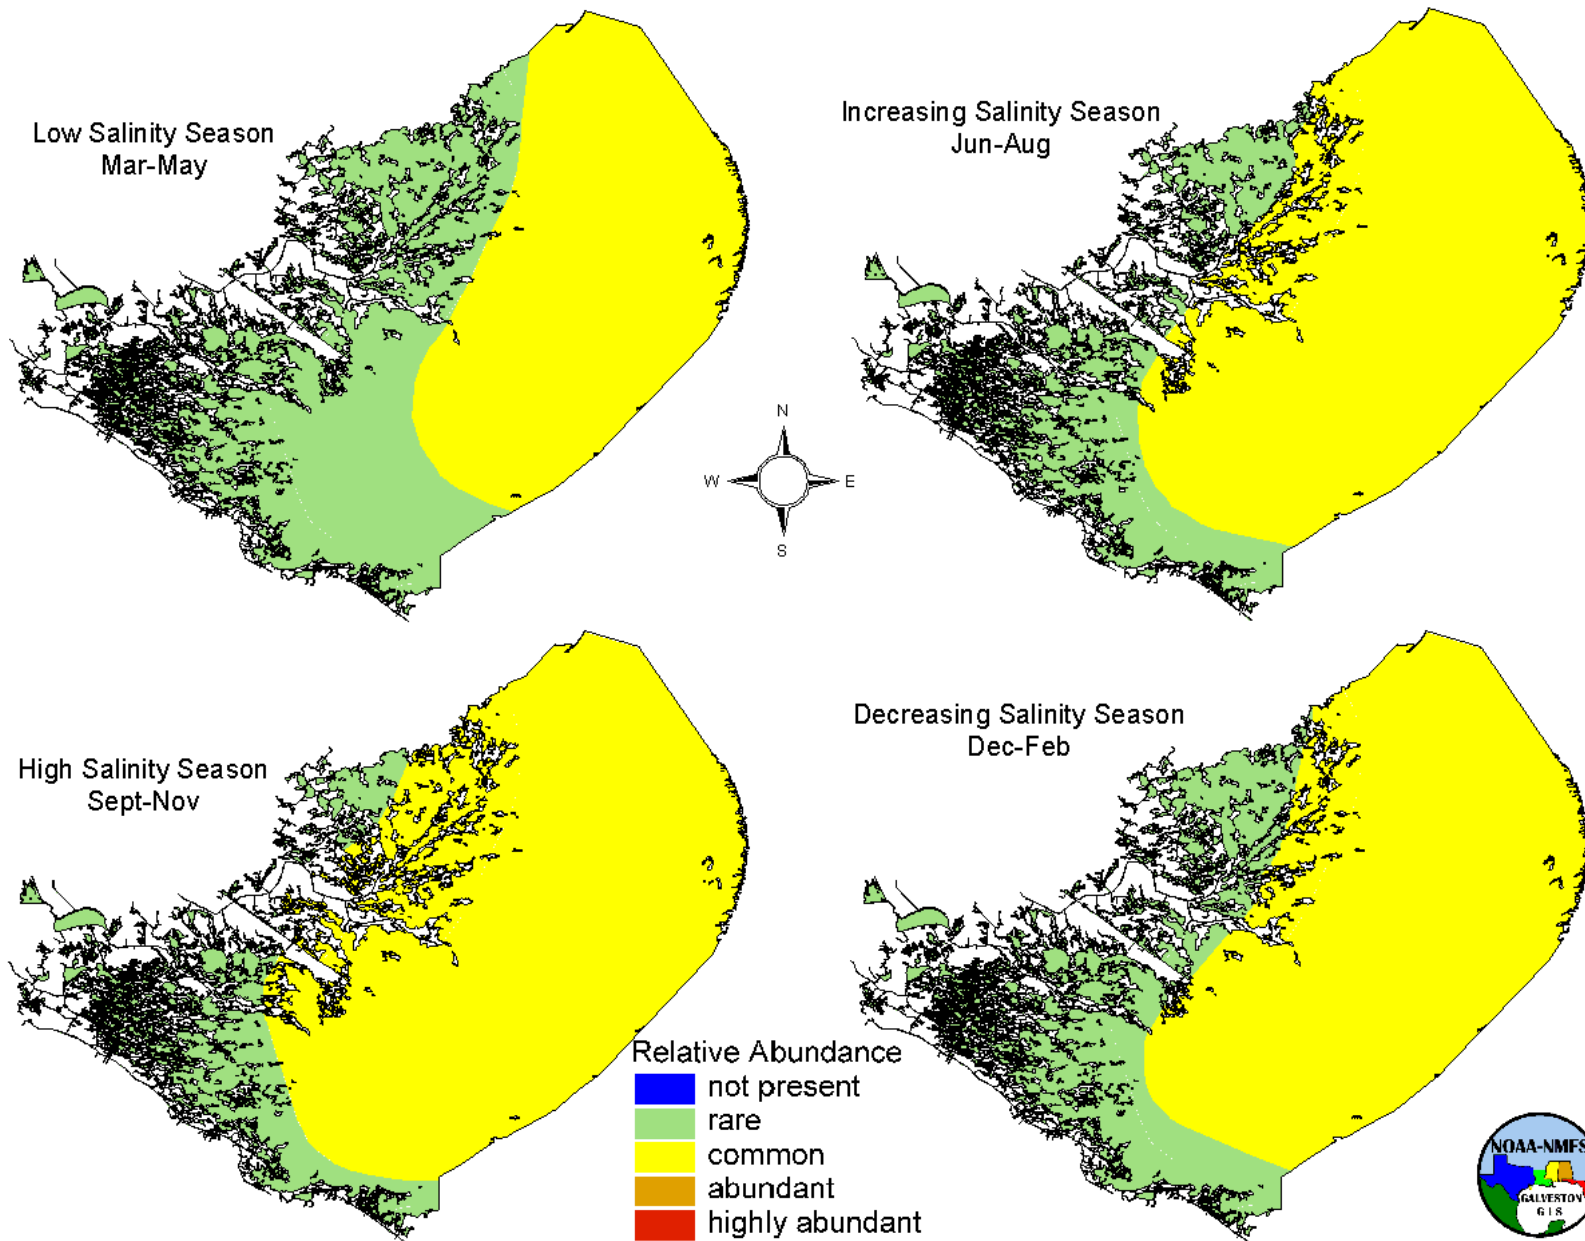 Low Salinity Season
Mar-May
Increasing Salinity Season
Jun-Aug
N
W
E
S
High Salinity Season
Sept-Nov
Decreasing Salinity Season
Dec-Feb
Relative Abundance
not present
rare
common
abundant
highly abundant
NOAA-NMFS
GALVESTON
GIS